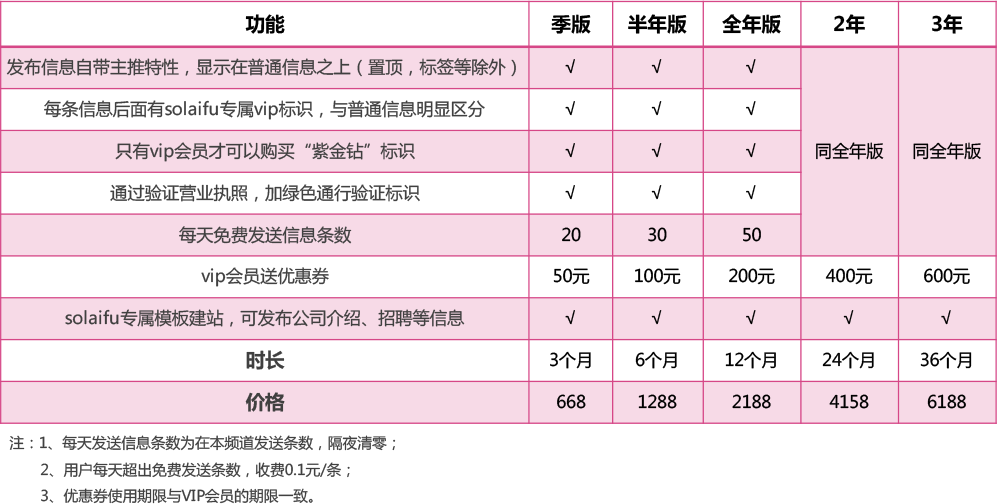 功能 季版 半年版 全年版 2年 3年
发布信息自带主推特性，显示在普通信息之上（置顶，标签等除外） √ √ √
每条信息后面有solaifu专属vip标识，与普通信息明显区分 √ √ √
只有vip会员才可以购买“紫金钻”标识 √ √ √ 同全年版 同全年版
通过验证营业执照，加绿色通行验证标识 √ √ √
每天免费发送信息条数 20 30 50
vip会员送优惠券 50元 100元 200元 400元 600元
solaifu专属模板建站，可发布公司介绍、招聘等信息 √ √ √ √ √
时长 3个月 6个月 12个月 24个月 36个月
价格 668 1288 2188 4158 6188
注：1、每天发送信息条数为在本频道发送条数，隔夜清零；
2、用户每天超出免费发送条数，收费0.1元/条；
3、优惠券使用期限与VIP会员的期限一致。